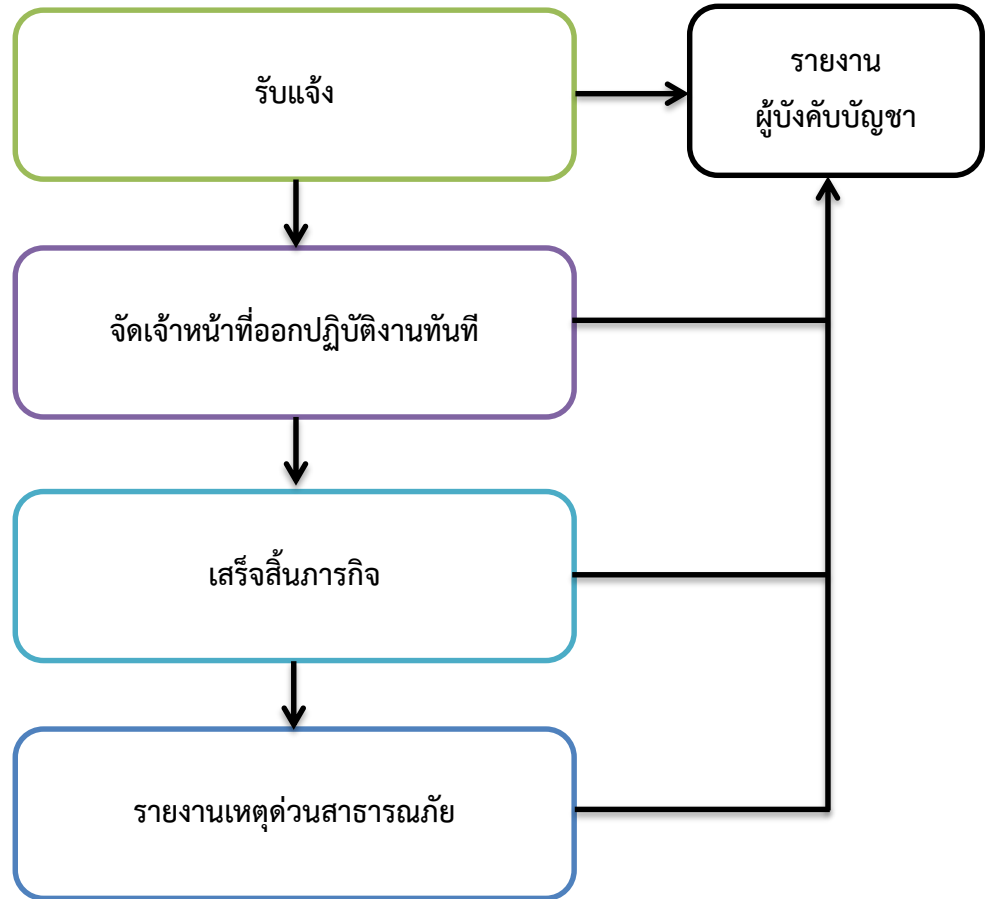 รับแจ้ง
รายงาน
ผู้บังคับบัญชา
จัดเจ้าหน้าที่ออกปฏิบัติงานทันที
เสร็จสิ้นภารกิจ
รายงานเหตุด่วนสาธารณภัย